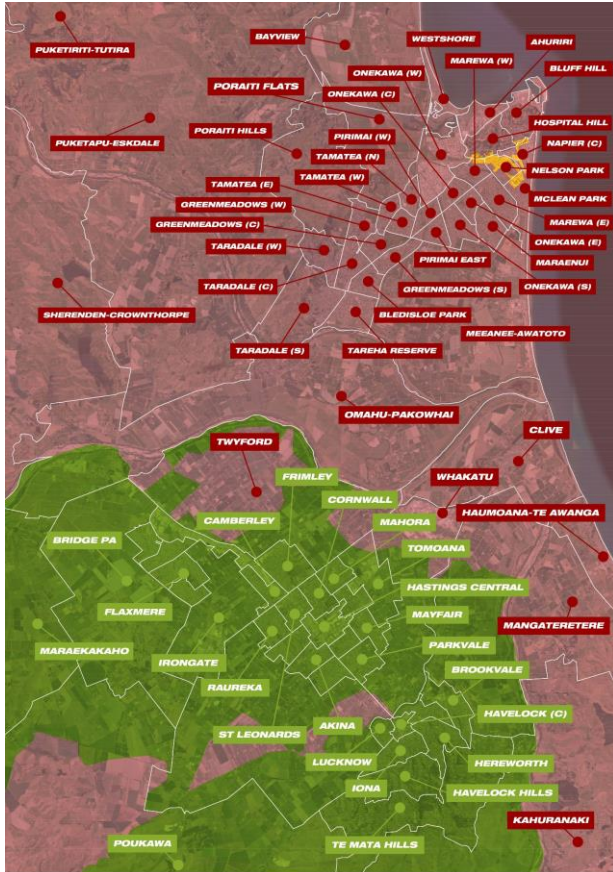 PUKETIRITI-TUTIRA
BAYVIEW
WESTSHORE
AHURIRI
MAREWA (W)
BLUFF HILL
ONEKAWA (W)
PORAITI FLATS
ONEKAWA (C)
HOSPITAL HILL
PORAITI HILLS
PIRIMAI (W)
PUKETAPU-ESKDALE
NAPIER (C)
TAMATEA (N)
NELSON PARK
TAMATEA (W)
TAMATEA (E)
MCLEAN PARK
GREENMEADOWS (W)
MAREWA (E)
GREENMEADOWS (C)
ONEKAWA (E)
TARADALE (W)
PIRIMAI EAST
MARAENUI
TARADALE (C)
GREENMEADOWS (S)
ONEKAWA (S)
SHERENDEN-CROWNTHORPE
BLEDISLOE PARK
MEEANEE-AWATOTO
TARADALE (S)
TAREHA RESERVE
OMAHU-PAKOWHAI
TWYFORD
CLIVE
FRIMLEY
WHAKATU
CORNWALL
HAUMOANA-TE AWANGA
CAMBERLEY
MAHORA
BRIDGE PA
TOMOANA
HASTINGS CENTRAL
FLAXMERE
MAYFAIR
MANGATERETERE
MARAEKAKAHO
IRONGATE
PARKVALE
BROOKVALE
RAUREKA
HAVELOCK (C)
AKINA
ST LEONARDS
LUCKNOW
HEREWORTH
IONA
HAVELOCK HILLS
KAHURANAKI
POUKAWA
TE MATA HILLS